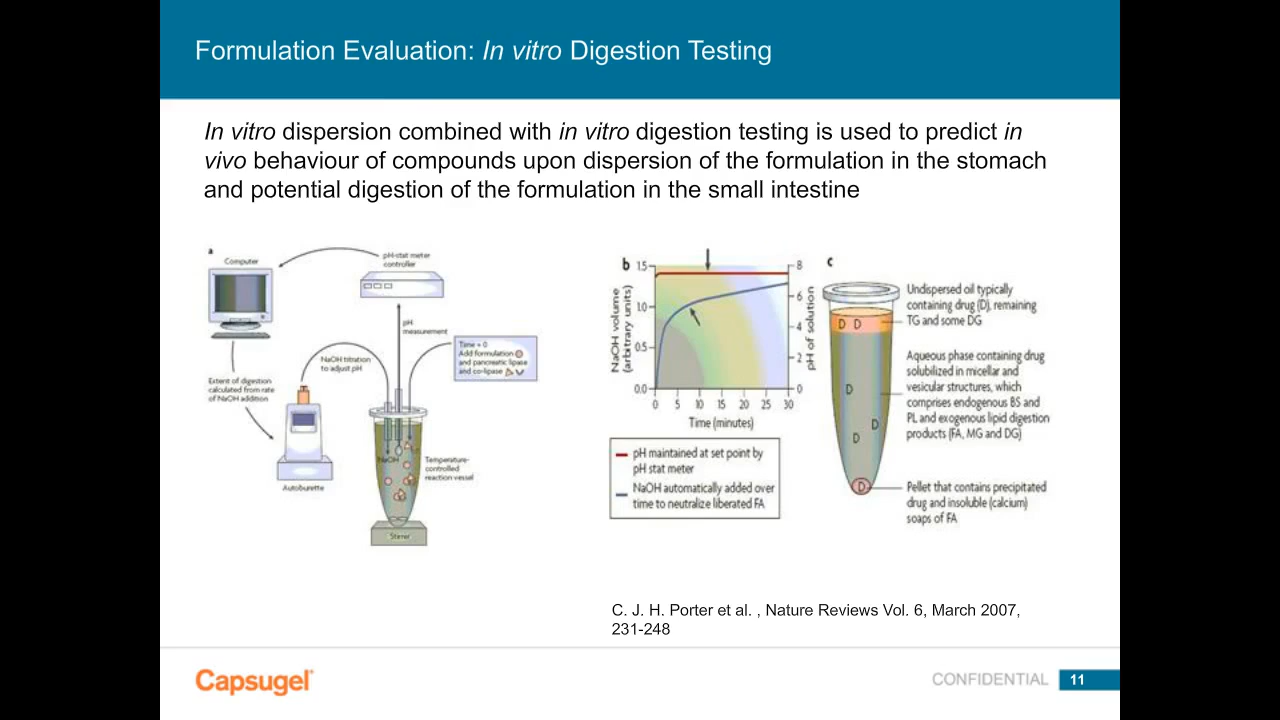 Formulation Evaluation: In vitro Digestion Testing
In vitro dispersion combined with in vitro digestion testing is used to predict in
vivo behaviour of compounds upon dispersion of the formulation in the stomach
and potential digestion of the formulation in the small intestine
a
Computer
pH-stat meter
controller
pH
measurement
Time = 0
Add formulation
and pancreatic lipase
and co-lipase
NaOH titration
to adjust pH
Extent of digestion
calculated from rate
of NaOH addition
NaOH
Temperature-
controlled
reaction vessel
Autoburette
Stirrer
b
1.5
1.0
0.5
0.0
NaOH volume
(arbitrary units)
8
6
4
2
0
pH of solution
0 5 10 15 20 25 30
Time (minutes)
pH maintained at set point by
pH stat meter
NaOH automatically added over
time to neutralize liberated FA
c
D D
D
D
D
D
Undispersed oil typically
containing drug (D), remaining
TG and some DG
Aqueous phase containing drug
solubilized in micellar and
vesicular structures, which
comprises endogenous BS and
PL and exogenous lipid digestion
products (FA, MG and DG)
Pellet that contains precipitated
drug and insoluble (calcium)
soaps of FA
C. J. H. Porter et al. , Nature Reviews Vol. 6, March 2007,
231-248
Capsugel
CONFIDENTIAL 11